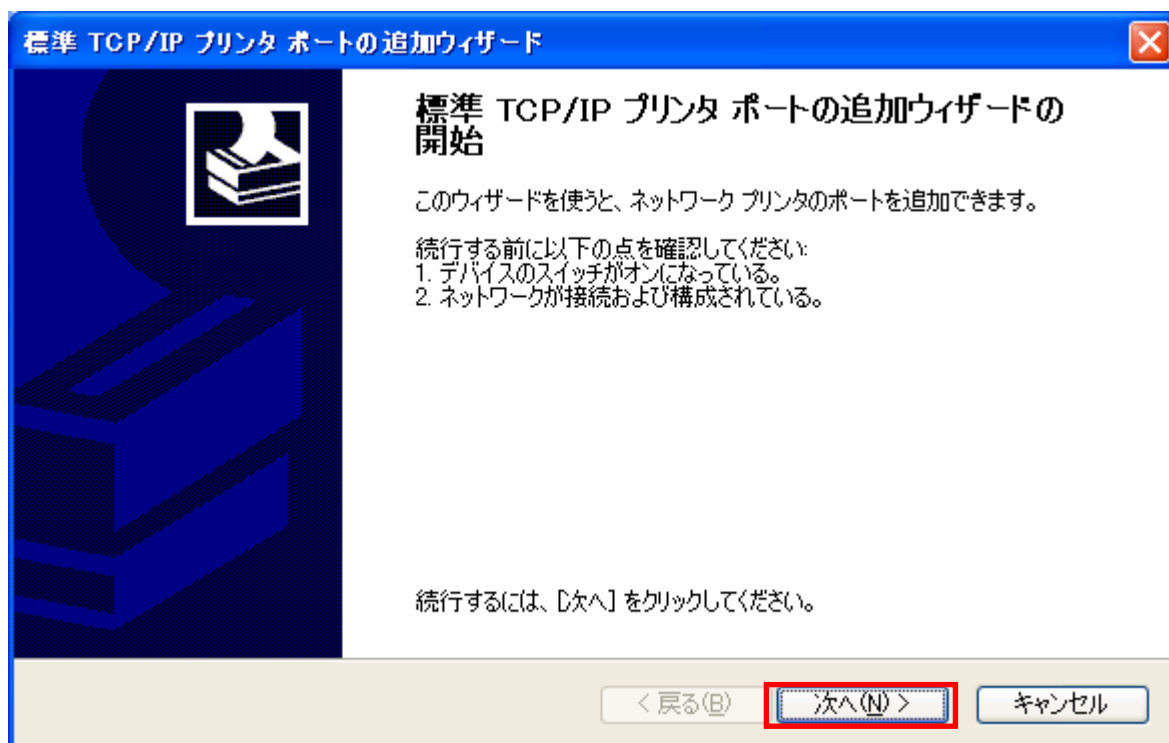 標準 TCP/IP プリンタ ポートの追加ウィザード
標準 TCP/IP プリンタ ポートの追加ウィザードの
開始
このウィザードを使うと、ネットワーク プリンタのポートを追加できます。
続行する前に以下の点を確認してください:
1. デバイスのスイッチがオンになっている。
2. ネットワークが接続および構成されている。
続行するには、[次へ] をクリックしてください。
< 戻る(B)
次へ(N) >
キャンセル